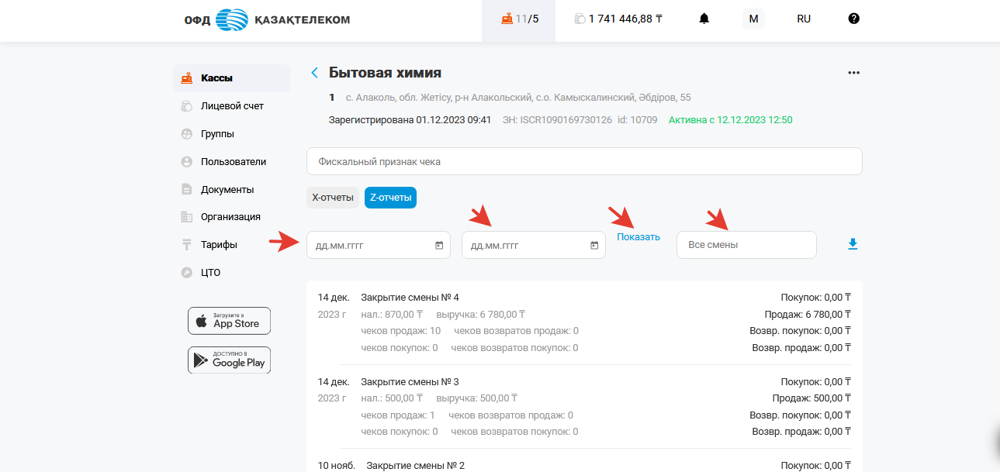 ОФД ҚАЗАҚТЕЛЕКОМ 11/5 1 741 446,88 ₸ M RU ?
Кассы
Лицевой счет
Группы
Пользователи
Документы
Организация
Тарифы
ЦТО
Загрузите в
App Store
ДОСТУПНО В
Google Play
Бытовая химия
1 с. Алаколь, обл. Жетісу, р-н Алакольский, с.о. Камыскалинский, Әбдіров, 55
Зарегистрирована 01.12.2023 09:41 ЗН: ISCR1090169730126 id: 10709 Активна с 12.12.2023 12:50
Фискальный признак чека
X-отчеты Z-отчеты
дд.мм.гггг дд.мм.гггг Показать Все смены
14 дек. Закрытие смены № 4 Покупок: 0,00 ₸
2023 г нал.: 870,00 ₸ выручка: 6 780,00 ₸ Продаж: 6 780,00 ₸
чеков продаж: 10 чеков возвратов продаж: 0 Возвр. покупок: 0,00 ₸
чеков покупок: 0 чеков возвратов покупок: 0 Возвр. продаж: 0,00 ₸
14 дек. Закрытие смены № 3 Покупок: 0,00 ₸
2023 г нал.: 500,00 ₸ выручка: 500,00 ₸ Продаж: 500,00 ₸
чеков продаж: 1 чеков возвратов продаж: 0 Возвр. покупок: 0,00 ₸
чеков покупок: 0 чеков возвратов покупок: 0 Возвр. продаж: 0,00 ₸
10 нояб. Закрытие смены № 2 Покупок: 0,00 ₸